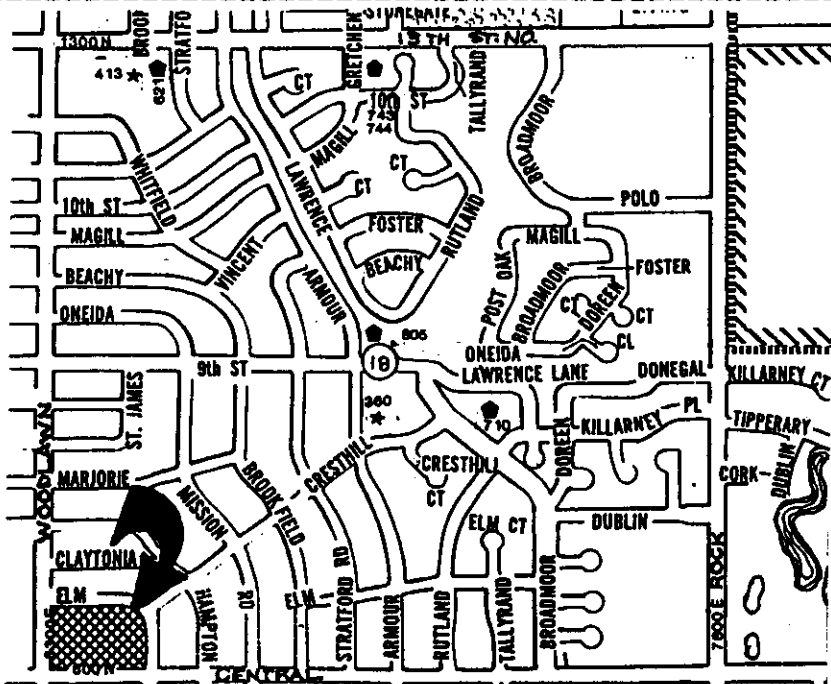 1300 N
BROOK
STRATFO
GRETCHEN
13TH ST. NO.
413
621
CT
10th ST
743
744
TALLYRAND
MAGILL
BROADMOOR
WHITFIELD
LAWRENCE
CT
CT
POLO
10th ST
MAGILL
FOSTER
RUTLAND
MAGILL
BEACHY
VINCENT
BEACHY
POST OAK
BROADMOOR
FOSTER
ARMOUR
CT
DOREEN
CT
ONEIDA
805
CL
9th ST
18
ONEIDA
LAWRENCE LANE
DONEGAL
KILLARNEY CT
ST. JAMES
360
710
KILLARNEY
PL
TIPPERARY
WOODLAWN
CRESTHILL
CRESTHILL
DOREEN
MARJORIE
MISSION
BROOKFIELD
CT
CORK
DUBLIN
ELM CT
DUBLIN
CLAYTONIA
ELM
HAMPTON
RD
ELM
STRATFORD RD
ARMOUR
RUTLAND
TALLYRAND
BROADMOOR
7800 E ROCK
600 N
CENTRAL